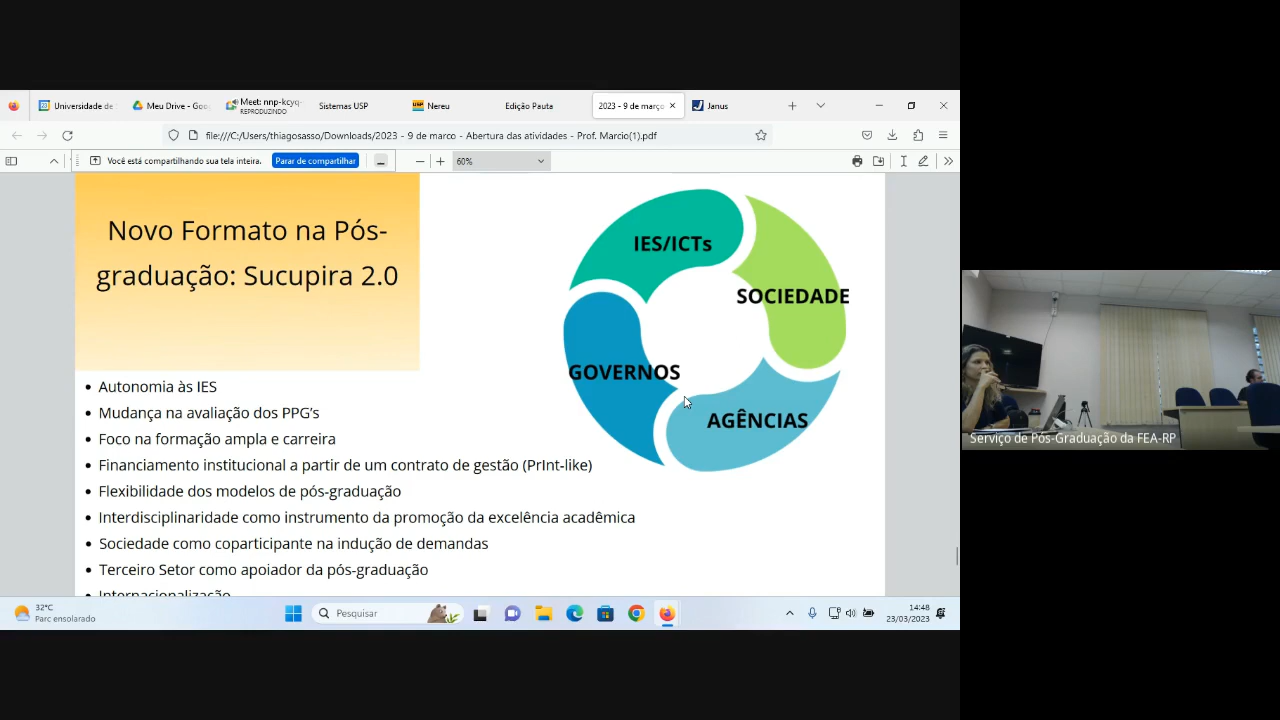 Universidade de
Meu Drive - Goo
Meet: nnp-kcyq-
REPRODUZINDO
Sistemas USP
USP
Nereu
Edição Pauta
2023 - 9 de março
Janus
file:///C:/Users/thiagosasso/Downloads/2023 - 9 de marco - Abertura das atividades - Prof. Marcio(1).pdf
Você está compartilhando sua tela inteira.
Parar de compartilhar
60%
Novo Formato na Pós-
graduação: Sucupira 2.0
IES/ICTs
SOCIEDADE
GOVERNOS
AGÊNCIAS
• Autonomia às IES
• Mudança na avaliação dos PPG’s
• Foco na formação ampla e carreira
• Financiamento institucional a partir de um contrato de gestão (PrInt-like)
• Flexibilidade dos modelos de pós-graduação
• Interdisciplinaridade como instrumento da promoção da excelência acadêmica
• Sociedade como coparticipante na indução de demandas
• Terceiro Setor como apoiador da pós-graduação
• Internacionalização
Serviço de Pós-Graduação da FEA-RP
32°C
Parc ensolarado
Pesquisar
14:48
23/03/2023